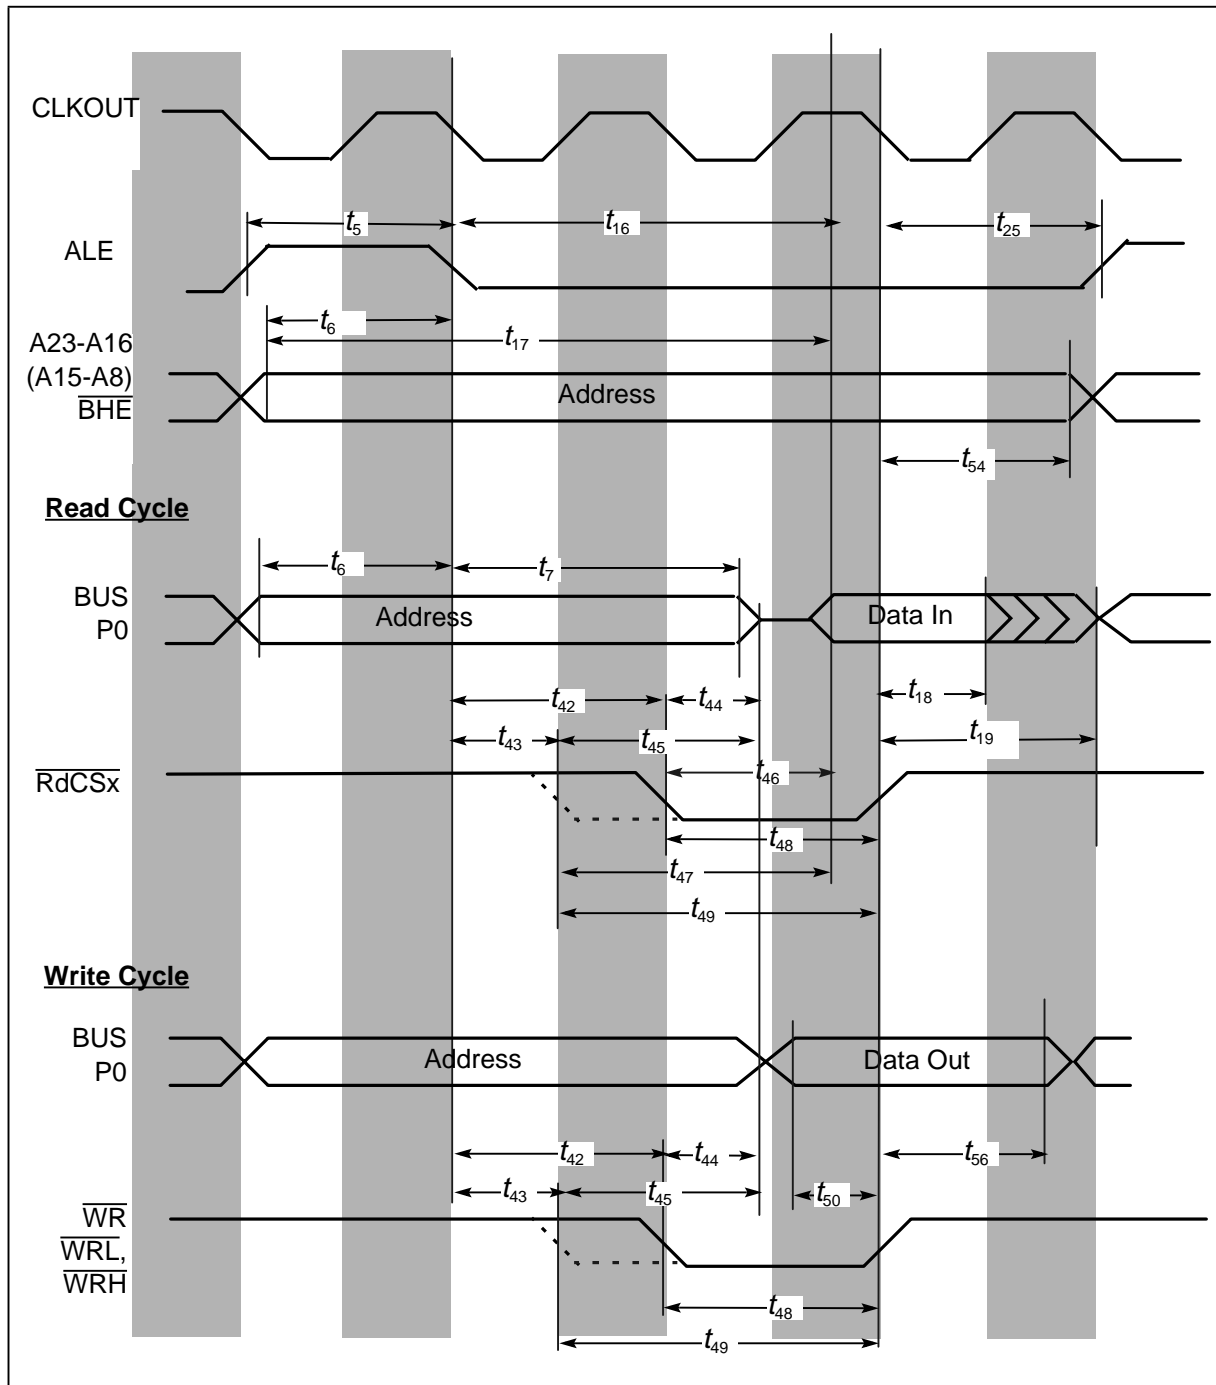 CLKOUT
t5
t16
t25
ALE
t6
t17
A23-A16
(A15-A8)
BHE
Address
t54
Read Cycle
t6
t7
BUS
P0
Address
Data In
t42
t44
t18
t43
t45
t19
RdCSx
t46
t48
t47
t49
Write Cycle
BUS
P0
Address
Data Out
t42
t44
t56
t43
t45
t50
WR
WRL,
WRH
t48
t49